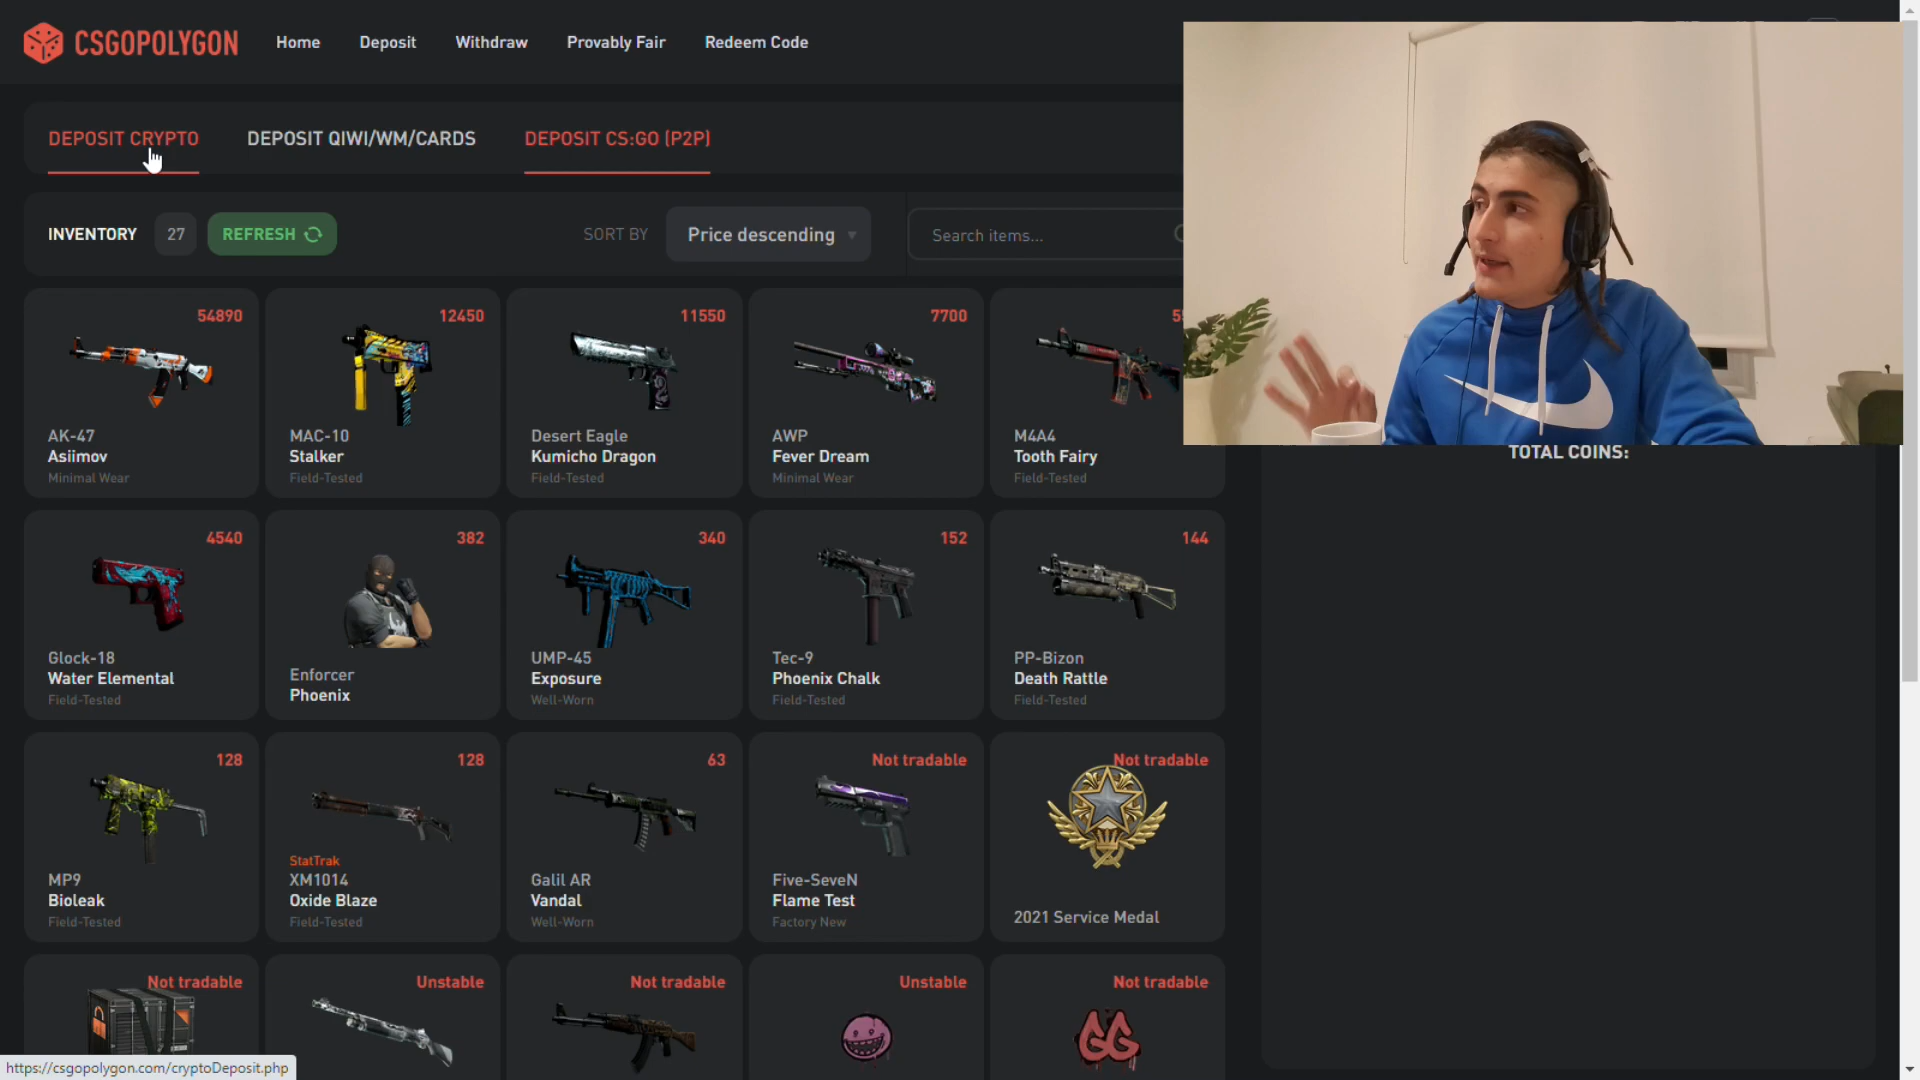 CSGOPOLYGON
Home Deposit Withdraw Provably Fair Redeem Code
DEPOSIT CRYPTO DEPOSIT QIWI/WM/CARDS DEPOSIT CS:GO (P2P)
INVENTORY 27 REFRESH SORT BY Price descending Search items...
54890 12450 11550 7700
AK-47 MAC-10 Desert Eagle AWP M4A4
Asiimov Stalker Kumicho Dragon Fever Dream Tooth Fairy
Minimal Wear Field-Tested Field-Tested Minimal Wear Field-Tested
TOTAL COINS:
4540 382 340 152 144
Glock-18 Enforcer UMP-45 Tec-9 PP-Bizon
Water Elemental Phoenix Exposure Phoenix Chalk Death Rattle
Field-Tested Well-Worn Field-Tested Field-Tested
128 128 63 Not tradable Not tradable
StatTrak
MP9 XM1014 Galil AR Five-SeveN
Bioleak Oxide Blaze Vandal Flame Test 2021 Service Medal
Field-Tested Field-Tested Well-Worn Factory New
Not tradable Unstable Not tradable Unstable Not tradable
GG
https://csgopolygon.com/cryptoDeposit.php